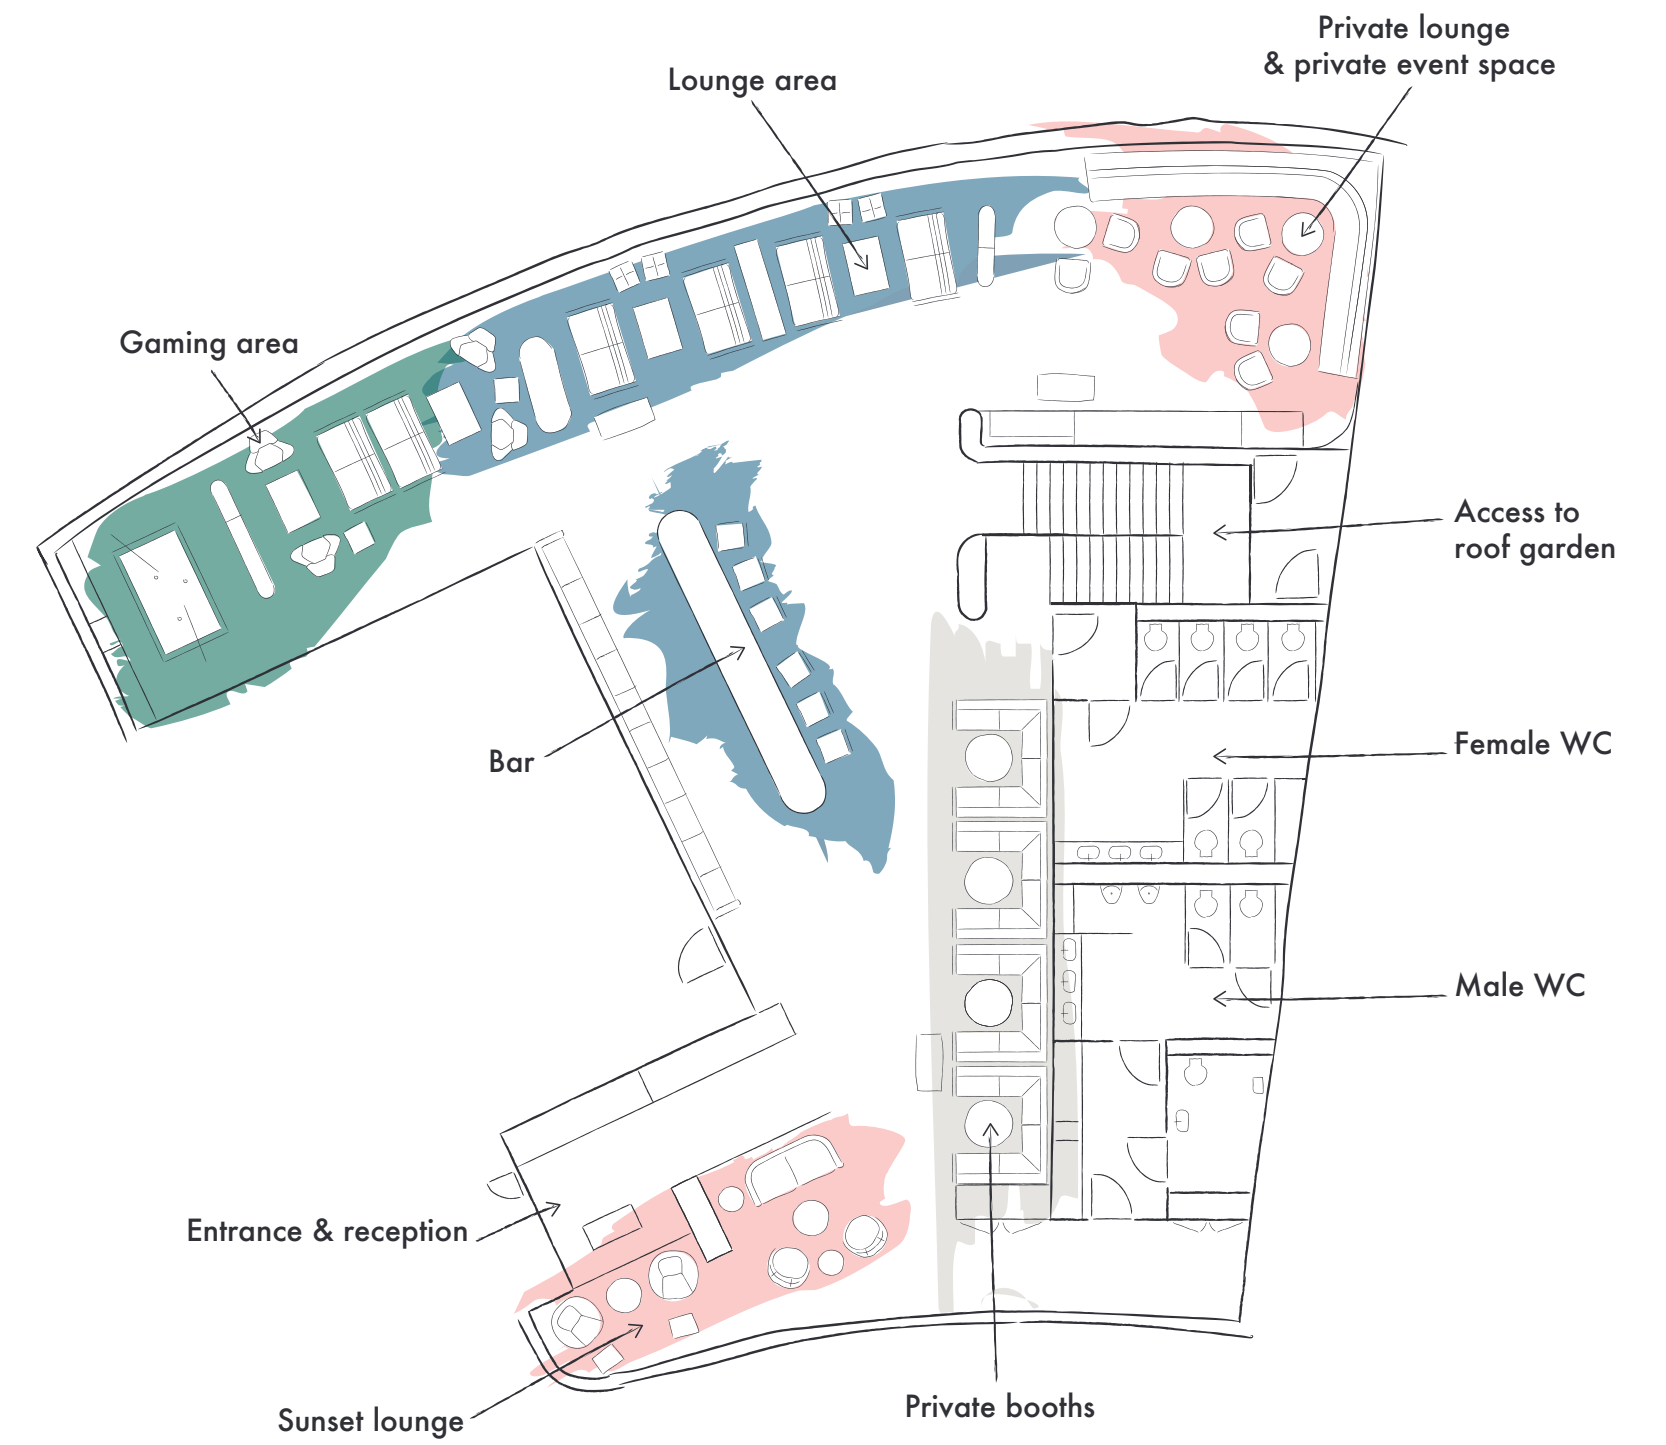 Private lounge
& private event space
Lounge area
Gaming area
Access to
roof garden
Female WC
Bar
Male WC
Entrance & reception
Private booths
Sunset lounge